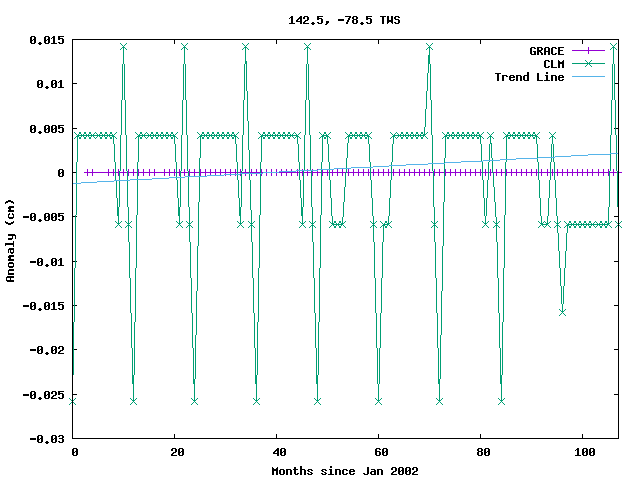 142.5, -78.5 TWS
GRACE
CLM
Trend Line
0.015
0.01
0.005
0
-0.005
-0.01
-0.015
-0.02
-0.025
-0.03
Anomaly (cm)
0 20 40 60 80 100
Months since Jan 2002